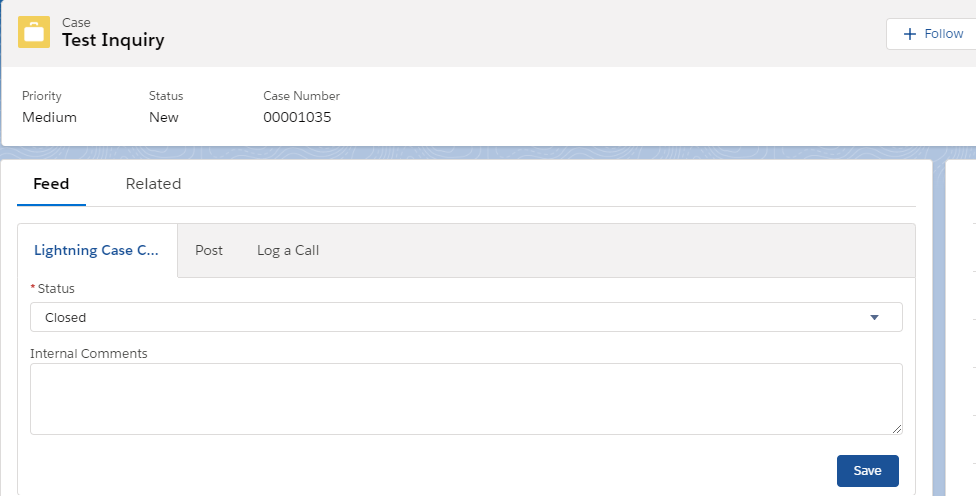 Case
Test Inquiry
+ Follow
Priority
Status
Case Number
Medium
New
00001035
Feed
Related
Lightning Case C...
Post
Log a Call
* Status
Closed
Internal Comments
Save